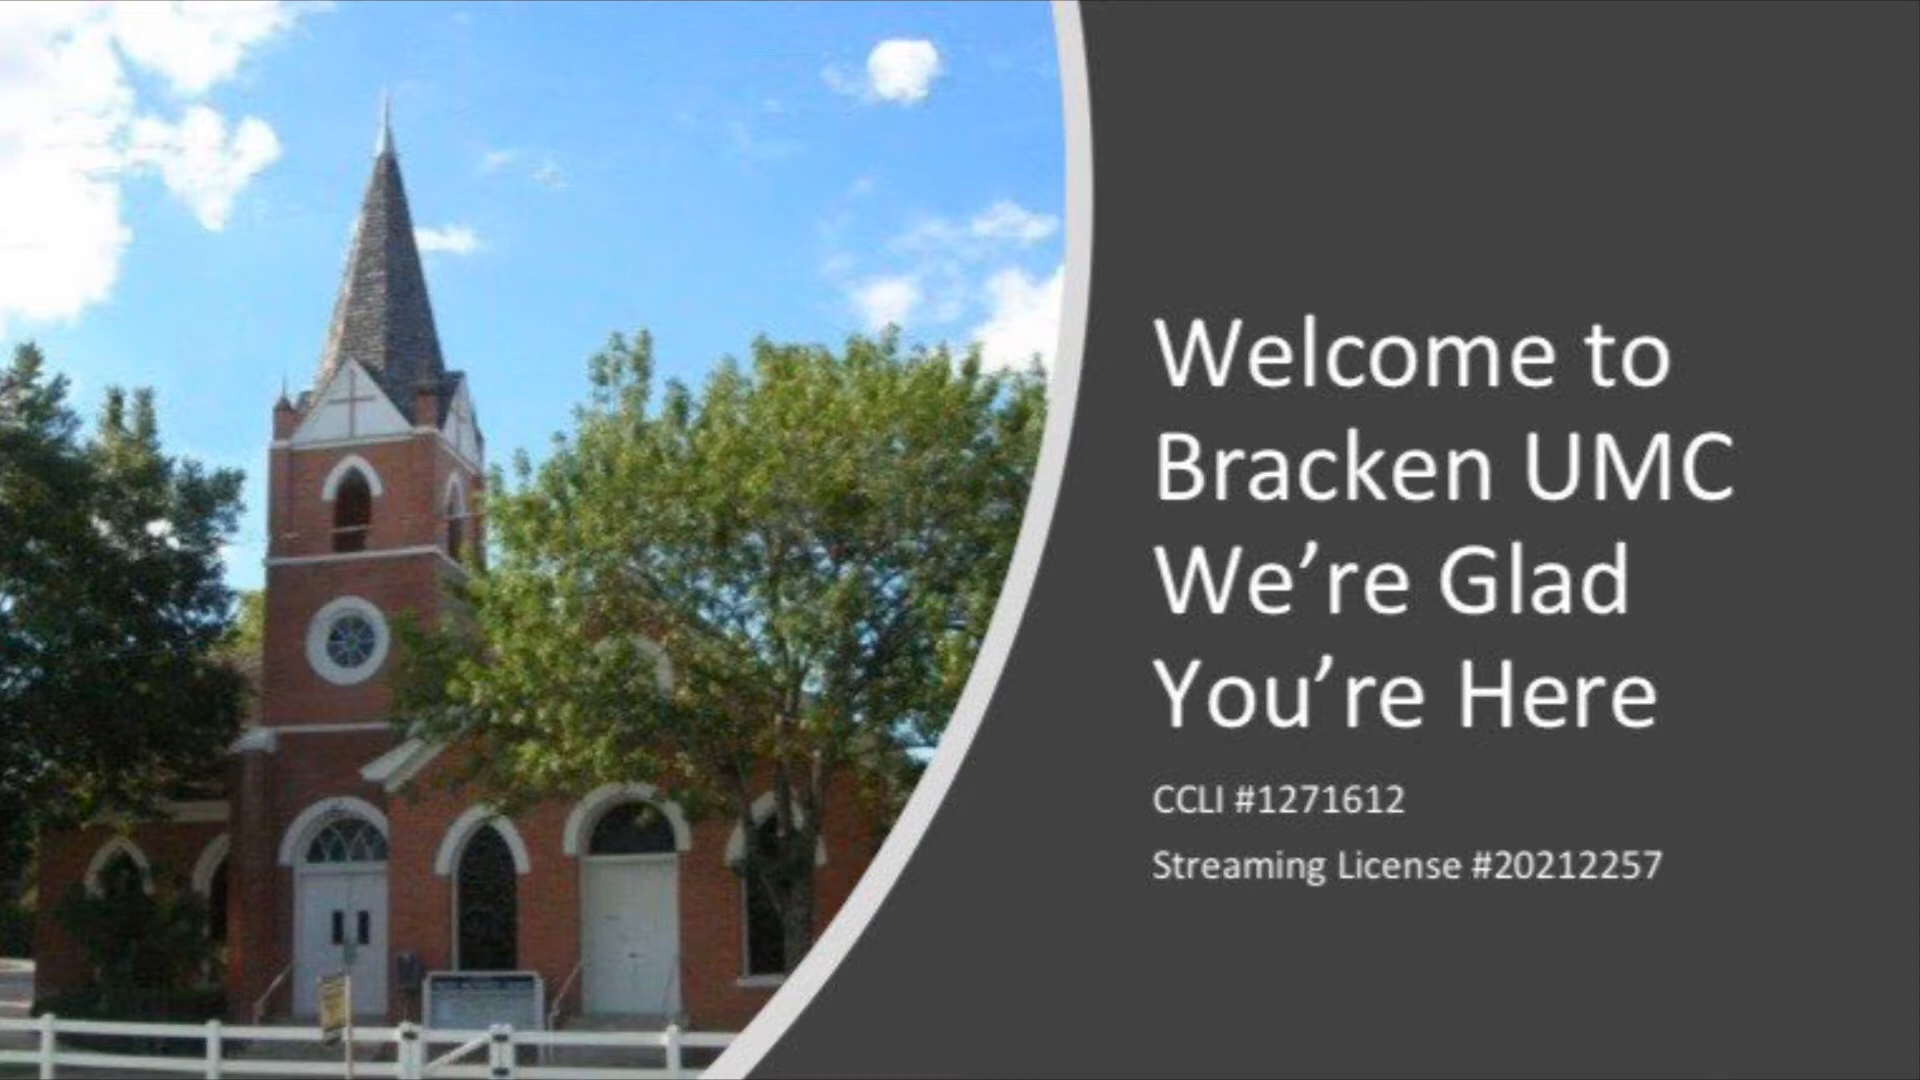 Welcome to
Bracken UMC
We’re Glad
You’re Here
CCLI #1271612
Streaming License #20212257